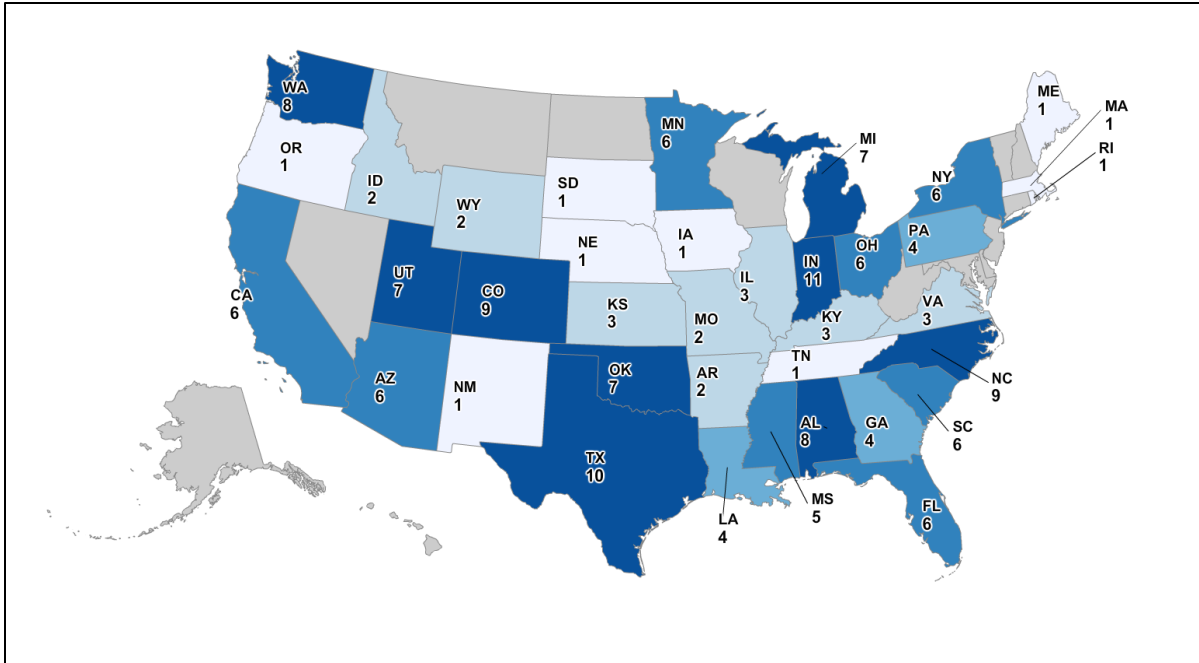 WA
8
OR
1
ID
2
WY
2
SD
1
MN
6
MI
7
ME
1
MA
1
RI
1
NY
6
PA
4
NE
1
IA
1
IL
3
IN
11
OH
6
CA
6
UT
7
CO
9
KS
3
MO
2
KY
3
VA
3
AZ
6
NM
1
OK
7
AR
2
TN
1
NC
9
TX
10
LA
4
MS
5
AL
8
GA
4
SC
6
FL
6